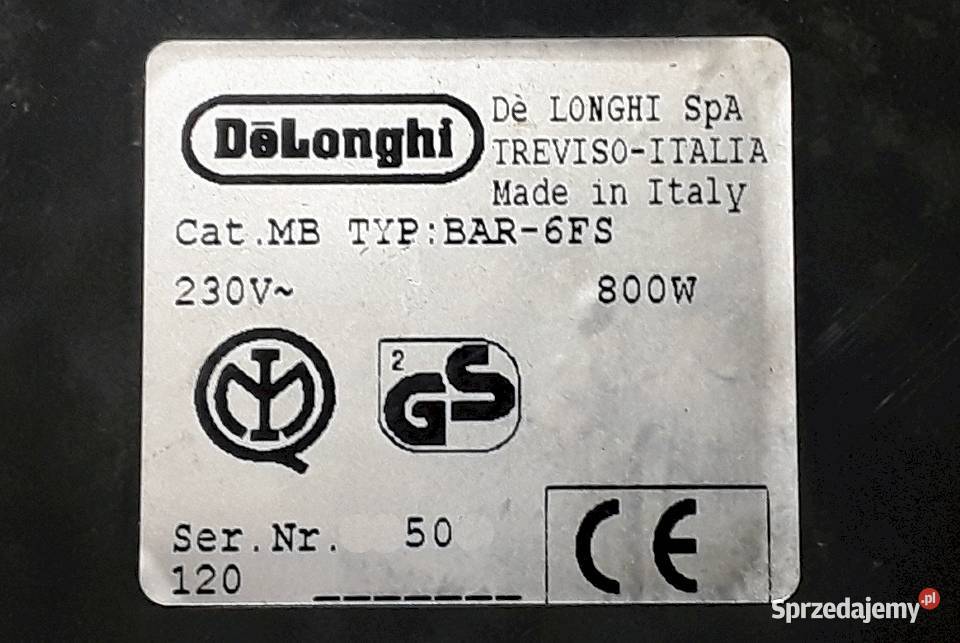 DēLonghi
Dè LONGHI SpA
TREVISO-ITALIA
Made in Italy
Cat.MB TYP:BAR-6FS
230V~ 800W
2 GS
Ser.Nr. 50
120
CE
Sprzedajemy.pl